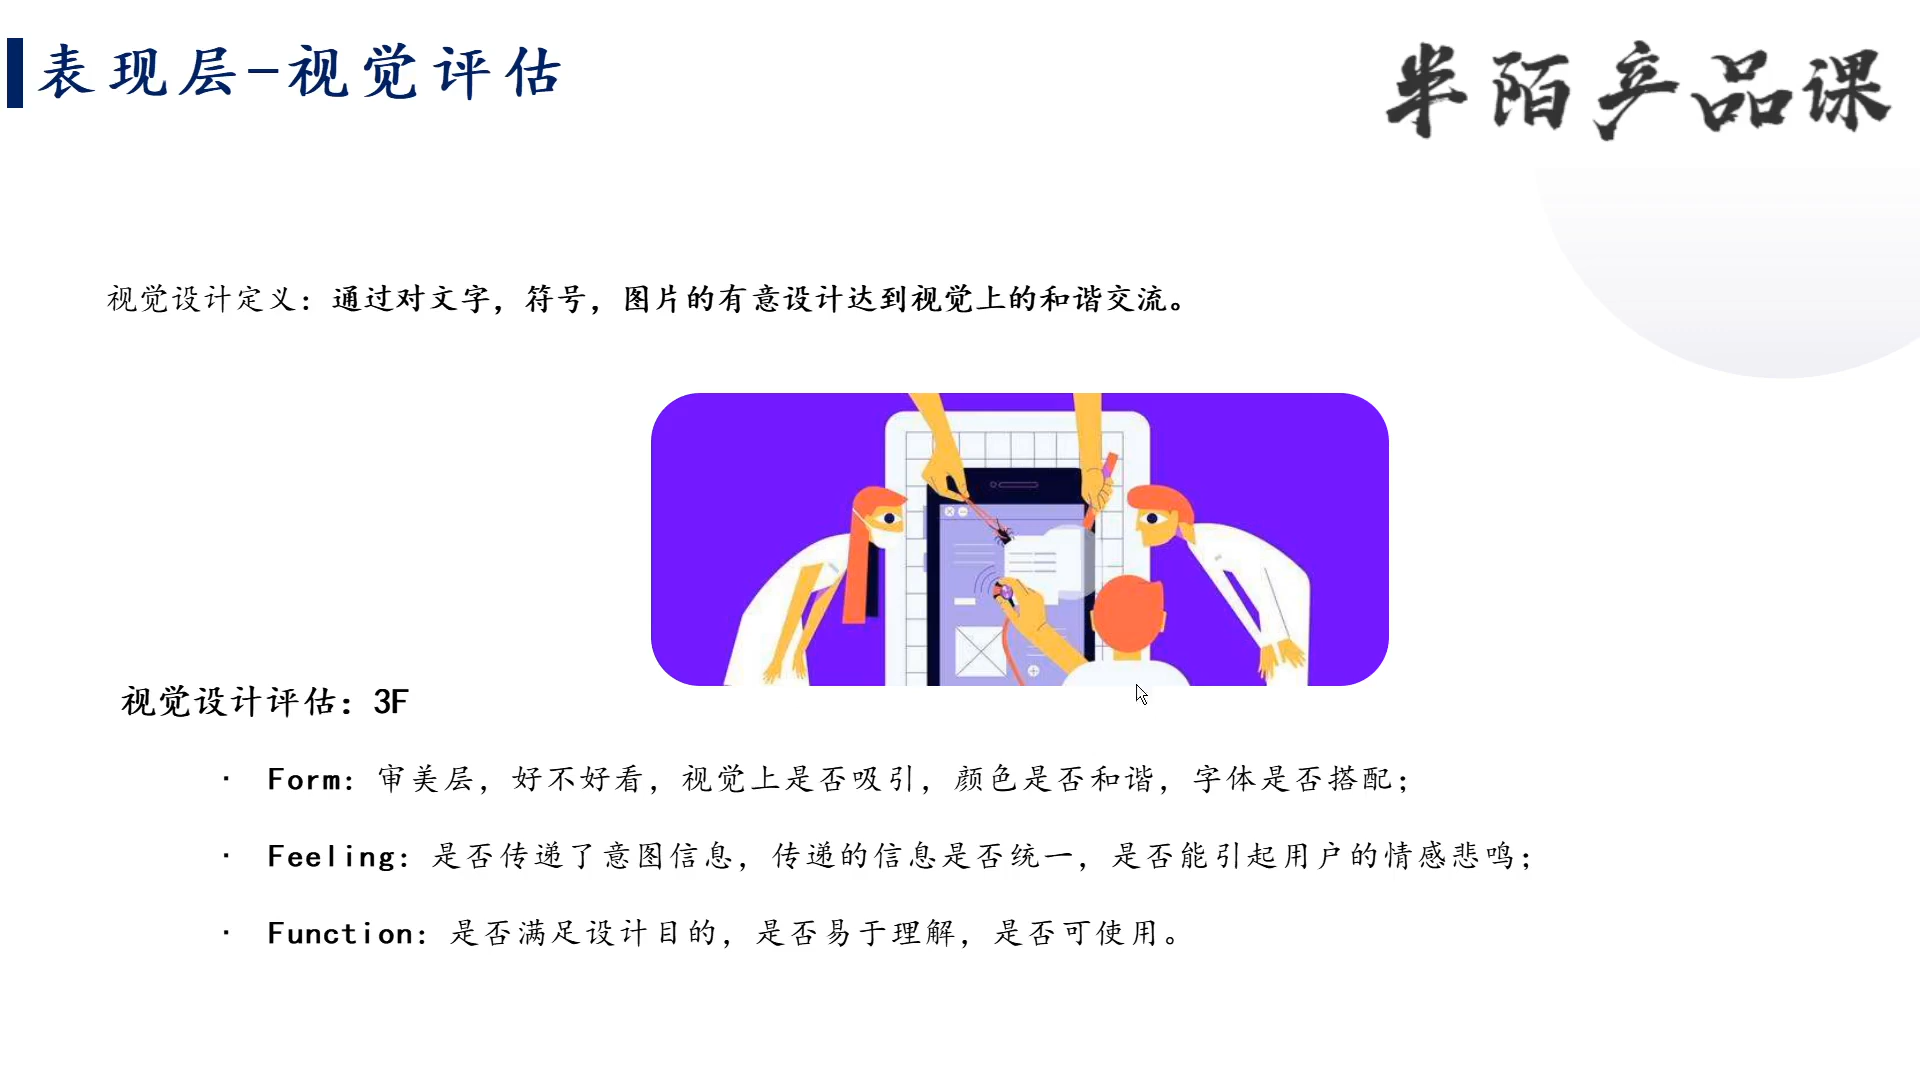 表现层-视觉评估
半陌产品课
视觉设计定义：通过对文字，符号，图片的有意设计达到视觉上的和谐交流。
视觉设计评估：3F
· Form：审美层，好不好看，视觉上是否吸引，颜色是否和谐，字体是否搭配；
· Feeling：是否传递了意图信息，传递的信息是否统一，是否能引起用户的情感悲鸣；
· Function：是否满足设计目的，是否易于理解，是否可使用。